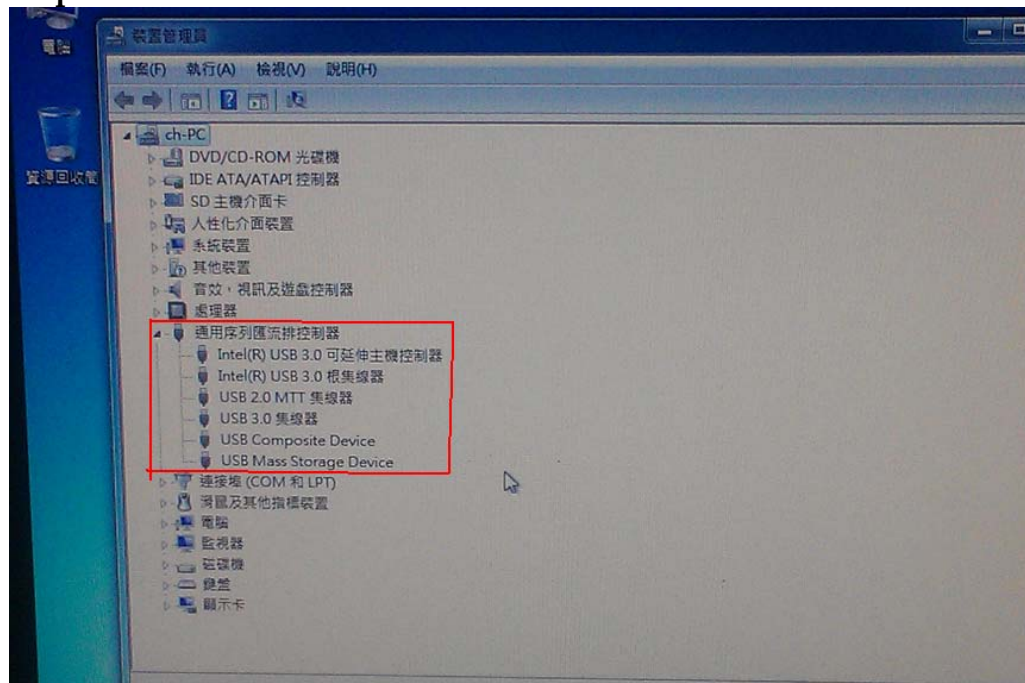 電腦
資源回收筒
裝置管理員
檔案(F) 執行(A) 檢視(V) 說明(H)
ch-PC
DVD/CD-ROM 光碟機
IDE ATA/ATAPI 控制器
SD 主機介面卡
人性化介面裝置
系統裝置
其他裝置
音效，視訊及遊戲控制器
處理器
通用序列匯流排控制器
Intel(R) USB 3.0 可延伸主機控制器
Intel(R) USB 3.0 根集線器
USB 2.0 MTT 集線器
USB 3.0 集線器
USB Composite Device
USB Mass Storage Device
連接埠 (COM 和 LPT)
滑鼠及其他指標裝置
電腦
監視器
磁碟機
鍵盤
顯示卡